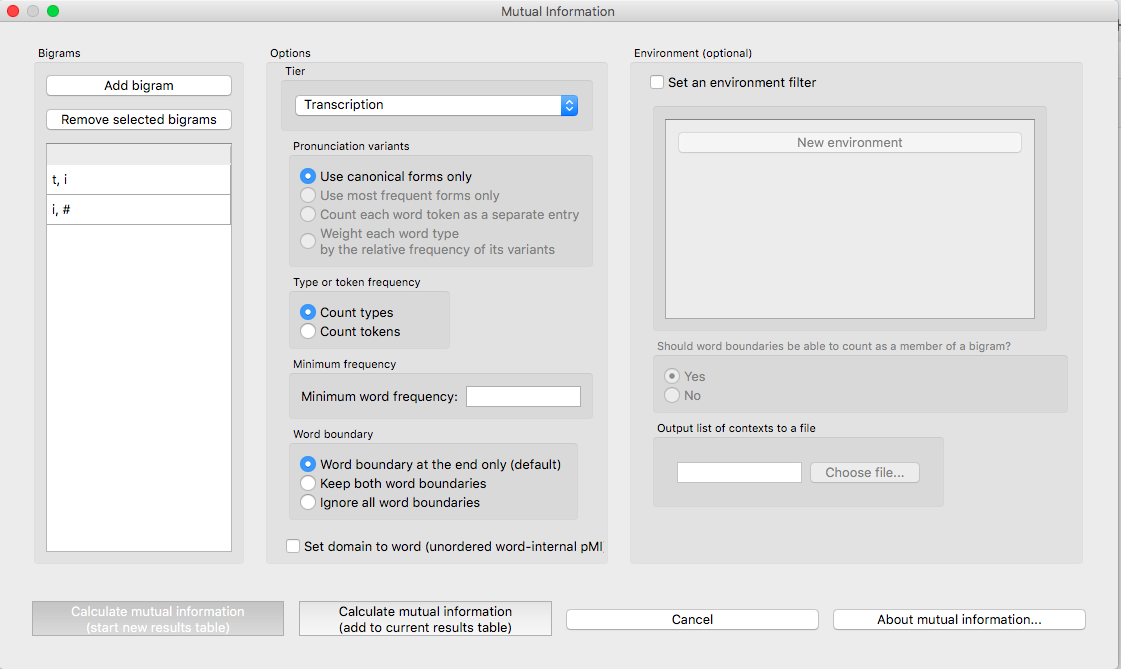 Mutual Information
Bigrams
Add bigram
Remove selected bigrams
t, i
i, #
Options
Tier
Transcription
Pronunciation variants
Use canonical forms only
Use most frequent forms only
Count each word token as a separate entry
Weight each word type
by the relative frequency of its variants
Type or token frequency
Count types
Count tokens
Minimum frequency
Minimum word frequency:
Word boundary
Word boundary at the end only (default)
Keep both word boundaries
Ignore all word boundaries
Set domain to word (unordered word-internal pMI
Environment (optional)
Set an environment filter
New environment
Should word boundaries be able to count as a member of a bigram?
Yes
No
Output list of contexts to a file
Choose file...
Calculate mutual information
(start new results table)
Calculate mutual information
(add to current results table)
Cancel
About mutual information...